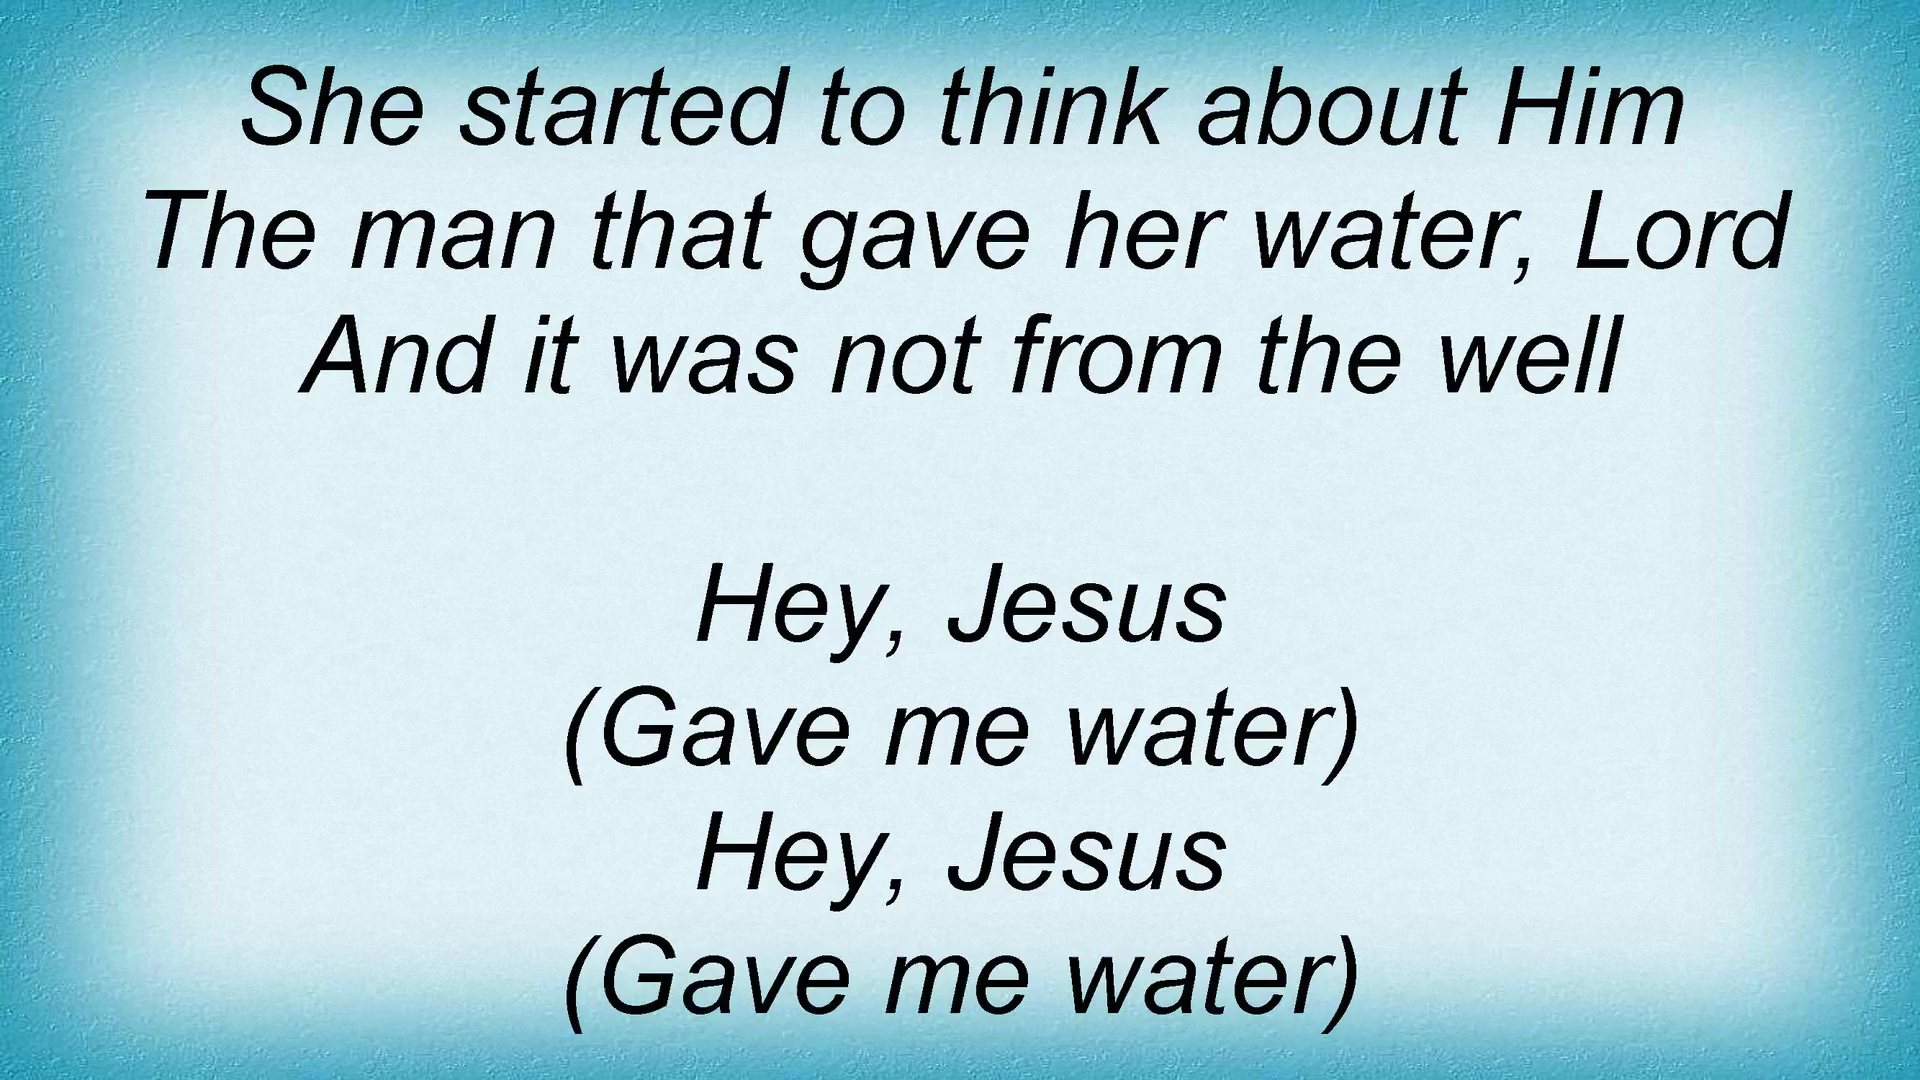 She started to think about Him
The man that gave her water, Lord
And it was not from the well
Hey, Jesus
(Gave me water)
Hey, Jesus
(Gave me water)